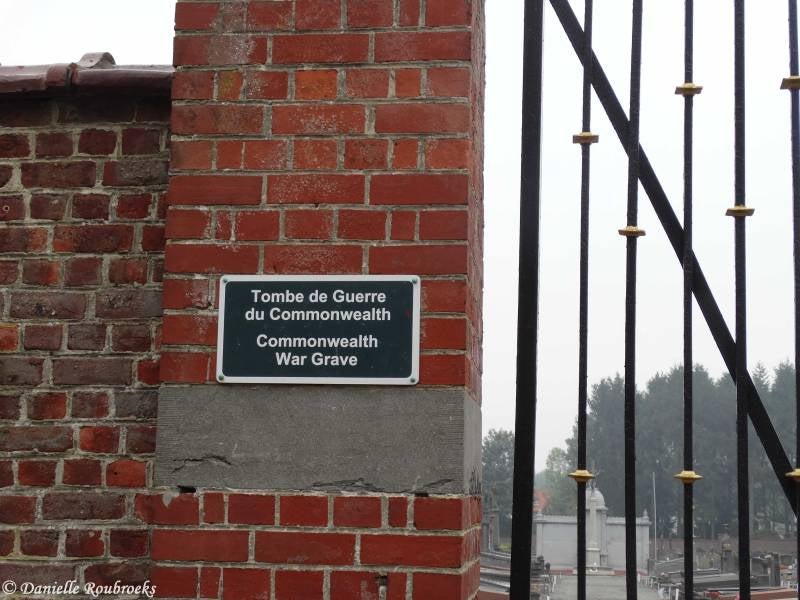 Tombe de Guerre
du Commonwealth
Commonwealth
War Grave
© Danielle Roubroeks